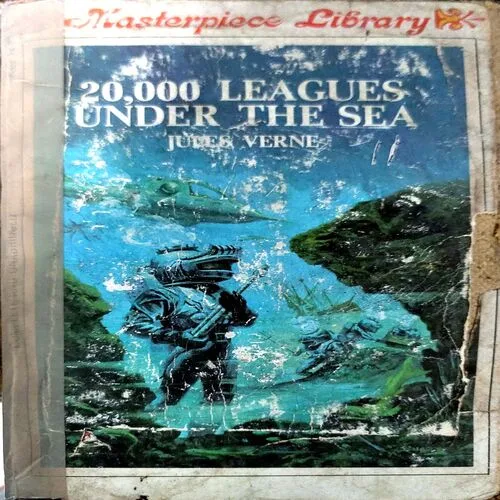 Masterpiece Library
20,000 LEAGUES
UNDER THE SEA
JULES VERNE